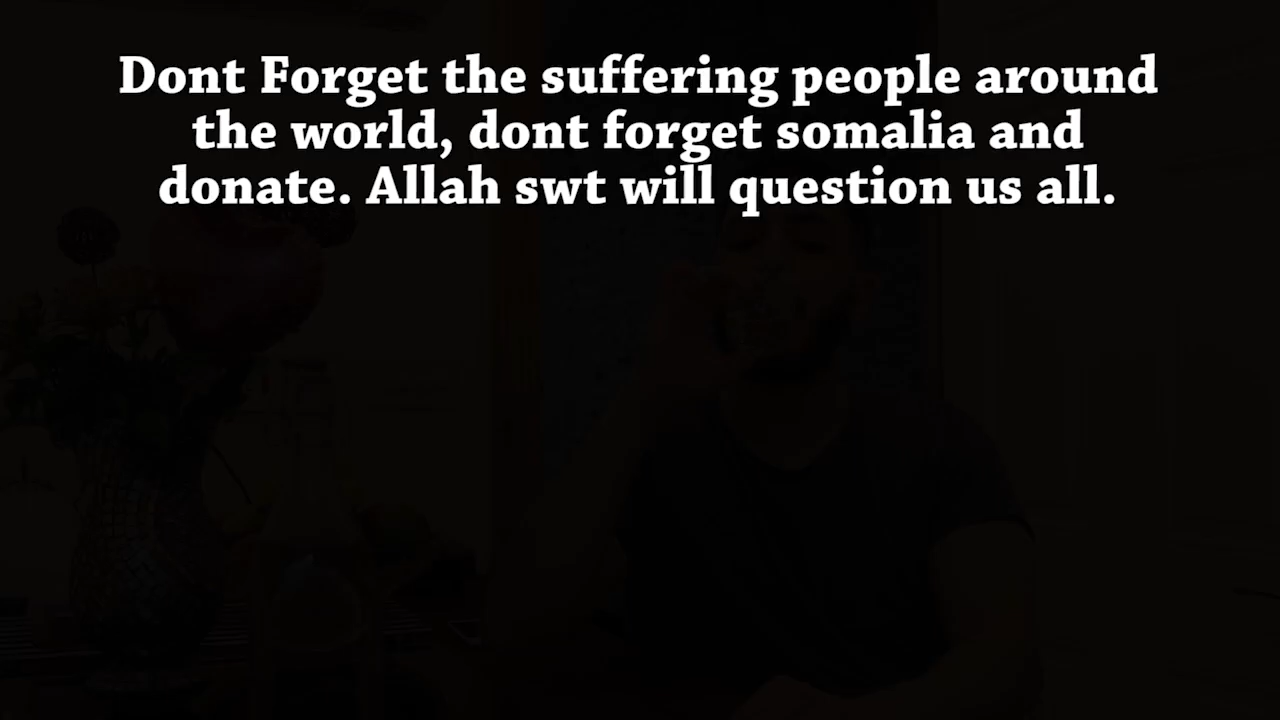 Dont Forget the suffering people around
the world, dont forget somalia and
donate. Allah swt will question us all.